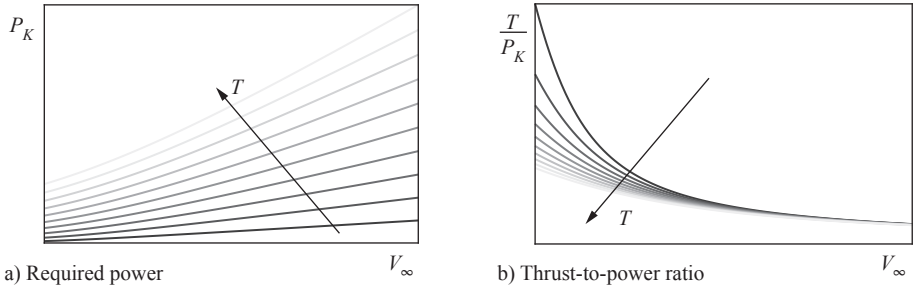 P_K
T
V_∞
a) Required power
T
P_K
T
V_∞
b) Thrust-to-power ratio